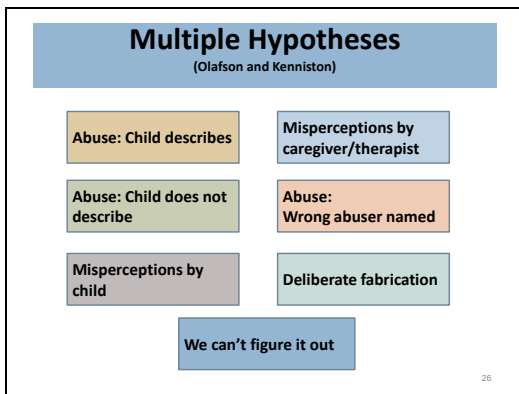 Multiple Hypotheses
(Olafson and Kenniston)
Abuse: Child describes
Misperceptions by
caregiver/therapist
Abuse: Child does not
describe
Abuse:
Wrong abuser named
Misperceptions by
child
Deliberate fabrication
We can’t figure it out
26